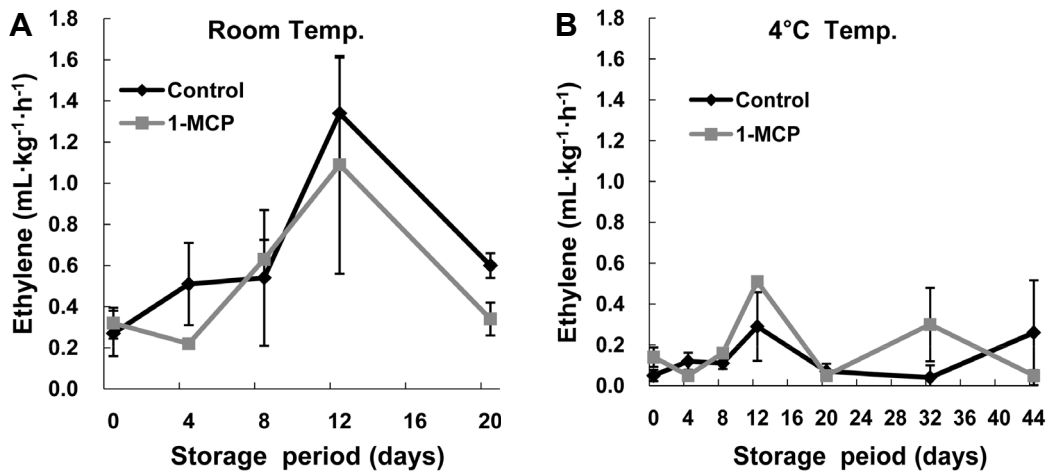 A
Room Temp.
Control
1-MCP
Ethylene (mL·kg⁻¹·h⁻¹)
1.8
1.6
1.4
1.2
1.0
0.8
0.6
0.4
0.2
0.0
0 4 8 12 16 20
Storage period (days)
B
4°C Temp.
Control
1-MCP
Ethylene (mL·kg⁻¹·h⁻¹)
1.8
1.6
1.4
1.2
1.0
0.8
0.6
0.4
0.2
0.0
0 4 8 12 16 20 24 28 32 36 44
Storage peiod (days)